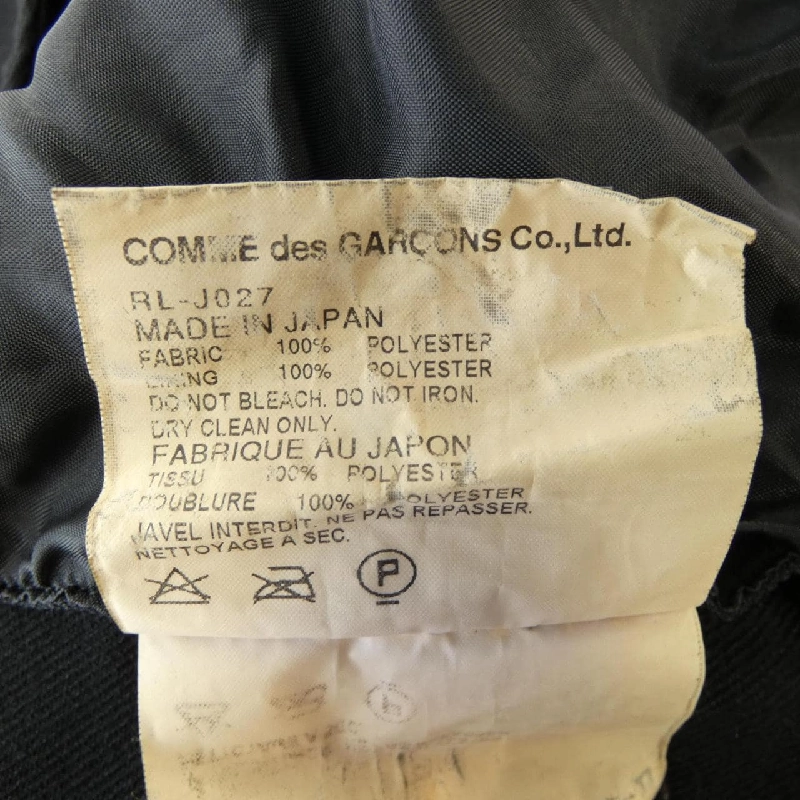 COMME des GARÇONS Co.,Ltd.
RL-J027
MADE IN JAPAN
FABRIC 100% POLYESTER
LINING 100% POLYESTER
DO NOT BLEACH. DO NOT IRON.
DRY CLEAN ONLY.
FABRIQUE AU JAPON
TISSU 100% POLYESTER
DOUBLURE 100% POLYESTER
JAVEL INTERDIT. NE PAS REPASSER.
NETTOYAGE A SEC.
P